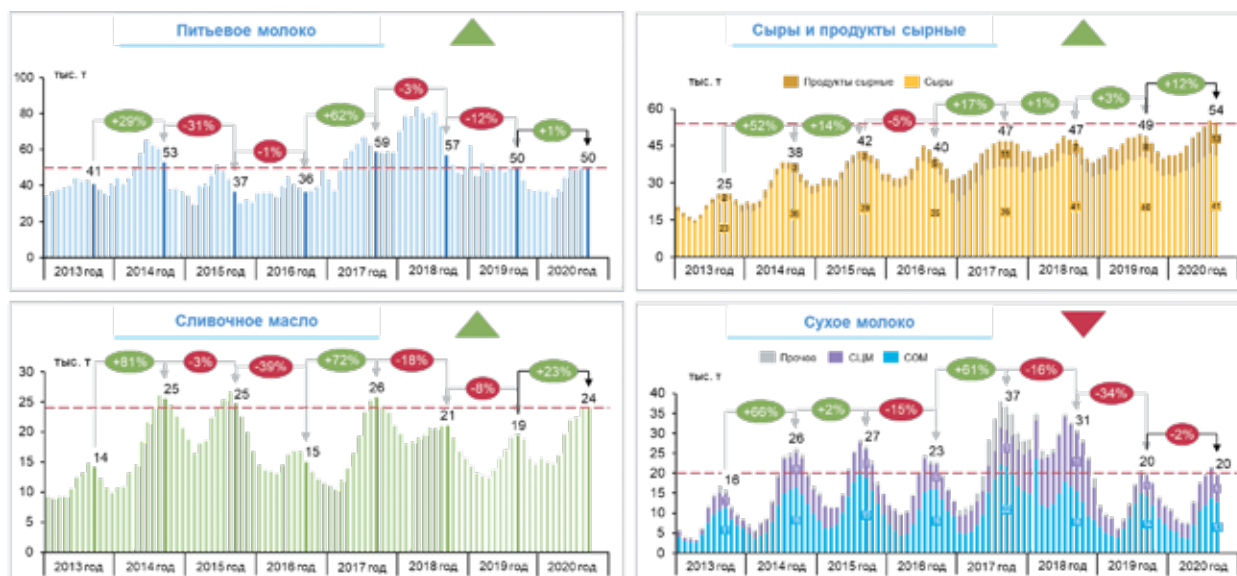 Питьевое молоко
тыс. т
100
80
60
40
20
0
+29%
-31%
-1%
+62%
-3%
-12%
+1%
41
53
37
36
59
57
50
50
2013 год
2014 год
2015 год
2016 год
2017 год
2018 год
2019 год
2020 год
Сыры и продукты сырные
тыс. т
Продукты сырные
Сыры
60
45
30
15
0
+52%
+14%
-5%
+17%
+1%
+3%
+12%
25
38
42
40
47
47
49
54
2
23
36
39
41
40
13
41
2013 год
2014 год
2015 год
2016 год
2017 год
2018 год
2019 год
2020 год
Сливочное масло
тыс. т
30
25
20
15
10
5
0
+81%
-3%
-39%
+72%
-18%
-8%
+23%
14
25
25
15
26
21
19
24
2013 год
2014 год
2015 год
2016 год
2017 год
2018 год
2019 год
2020 год
Сухое молоко
Прочее
СЦМ
СОМ
тыс. т
40
35
30
25
20
15
10
5
0
+66%
+2%
-15%
+61%
-16%
-34%
-2%
16
26
27
23
37
31
20
20
2013 год
2014 год
2015 год
2016 год
2017 год
2018 год
2019 год
2020 год